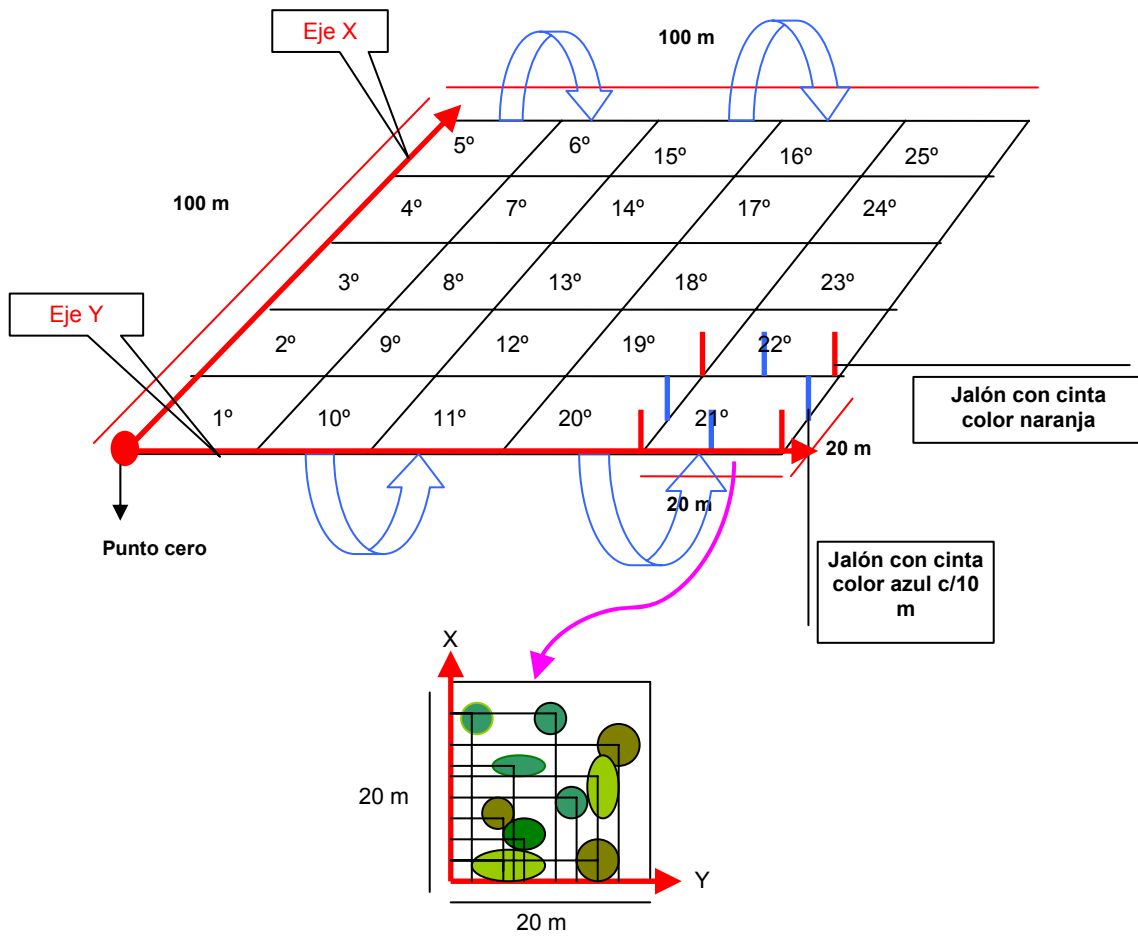 Eje X
100 m
5º
6º
15º
16º
25º
100 m
4º
7º
14º
17º
24º
3º
8º
13º
18º
23º
Eje Y
2º
9º
12º
19º
22º
Jalón con cinta
color naranja
1º
10º
11º
20º
21º
20 m
20 m
Punto cero
Jalón con cinta
color azul c/10
m
X
20 m
Y
20 m